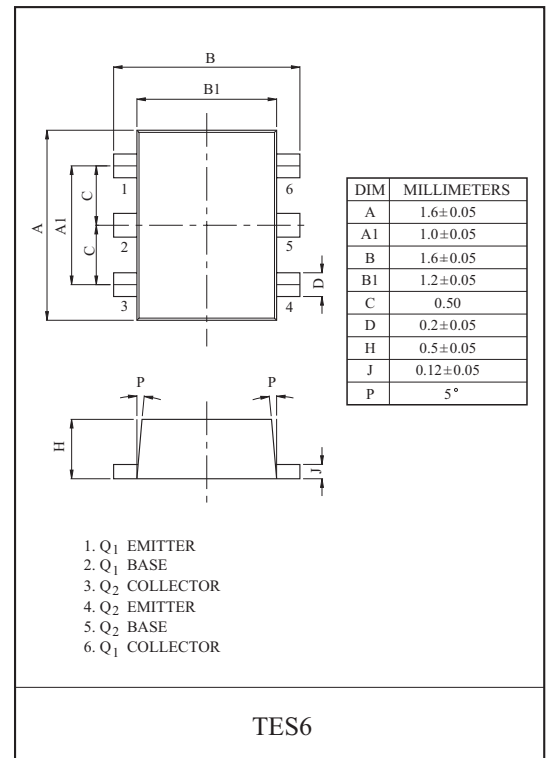 B
B1
A
A1
C
C
1
2
3
6
5
4
D
P
P
H
J
DIM MILLIMETERS
A 1.6±0.05
A1 1.0±0.05
B 1.6±0.05
B1 1.2±0.05
C 0.50
D 0.2±0.05
H 0.5±0.05
J 0.12±0.05
P 5°
1. Q1 EMITTER
2. Q1 BASE
3. Q2 COLLECTOR
4. Q2 EMITTER
5. Q2 BASE
6. Q1 COLLECTOR
TES6